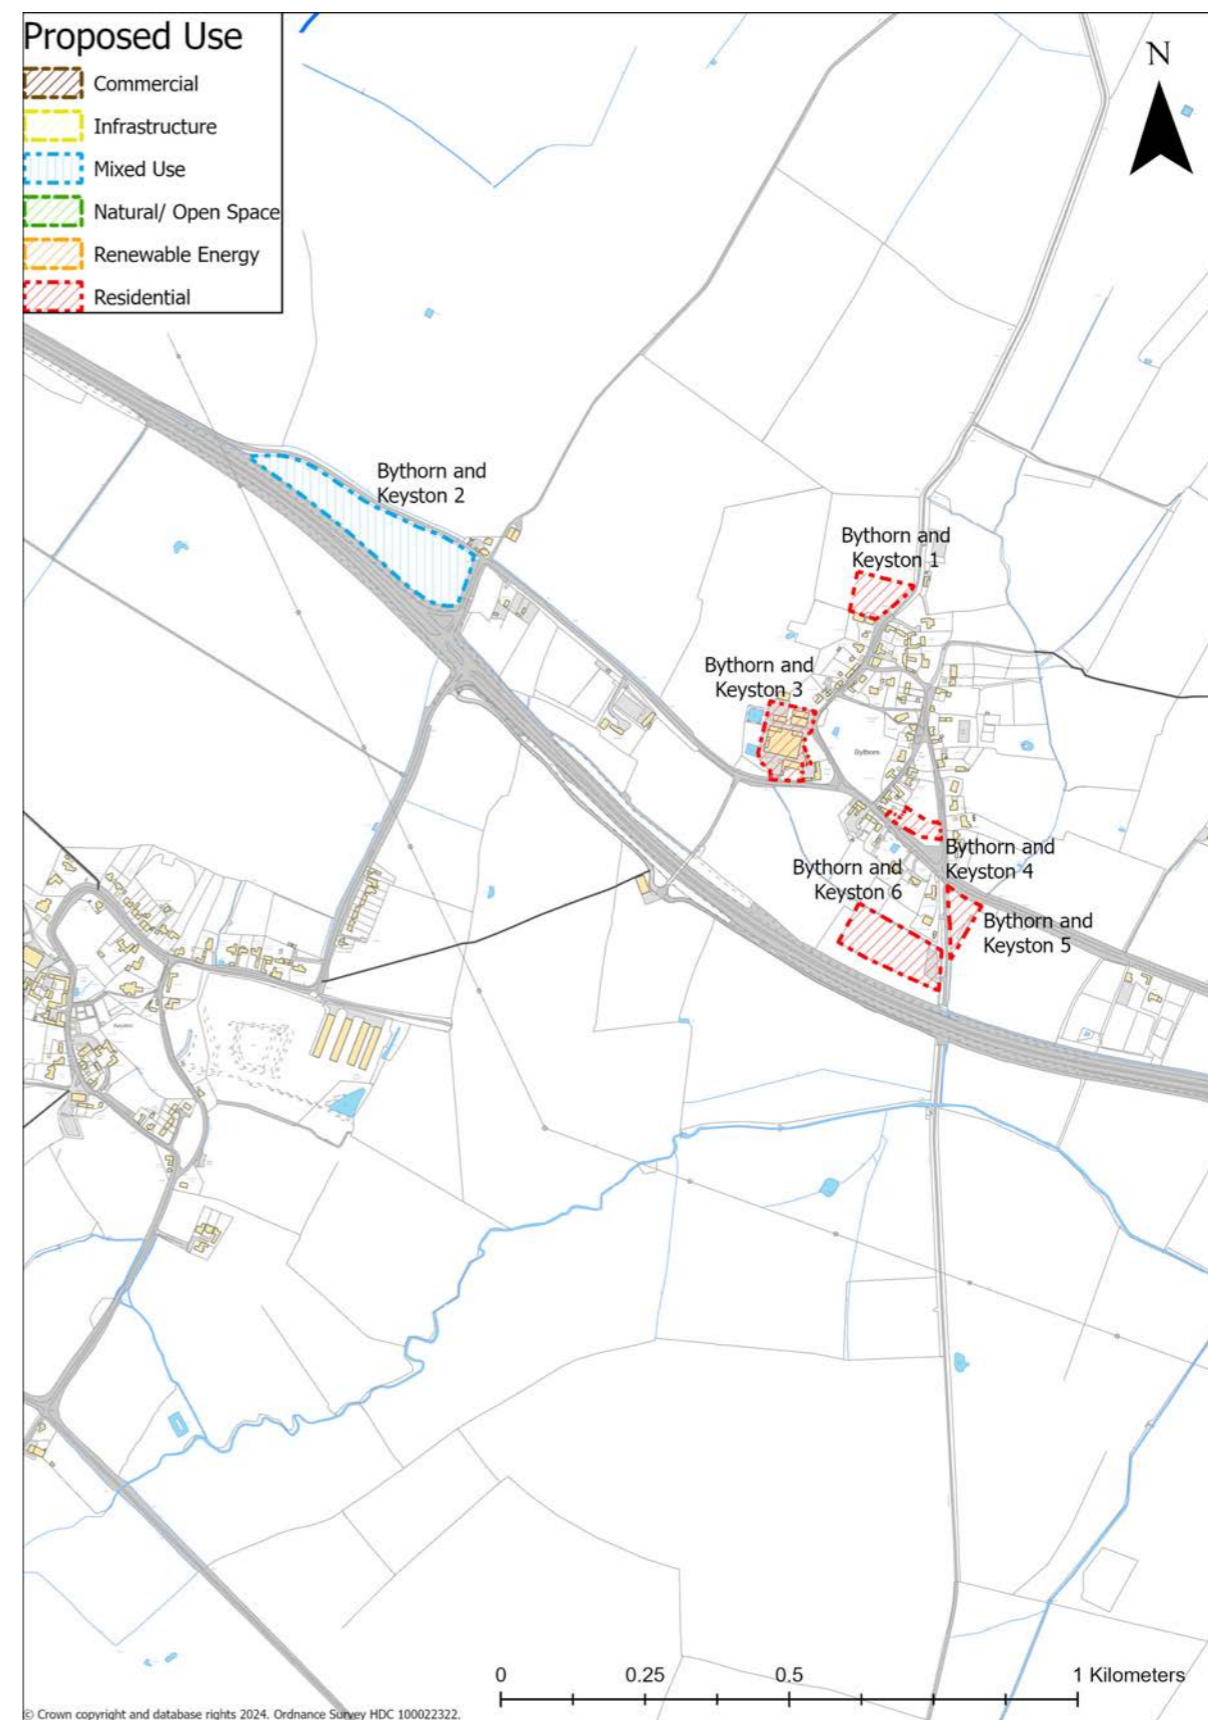 Proposed Use
Commercial
Infrastructure
Mixed Use
Natural/ Open Space
Renewable Energy
Residential
N
Bythorn and
Keyston 2
Bythorn and
Keyston 1
Bythorn and
Keyston 3
Bythorn
Bythorn and
Keyston 4
Bythorn and
Keyston 6
Bythorn and
Keyston 5
Keyston
0 0.25 0.5 1 Kilometers
© Crown copyright and database rights 2024. Ordnance Survey HDC 100022322.